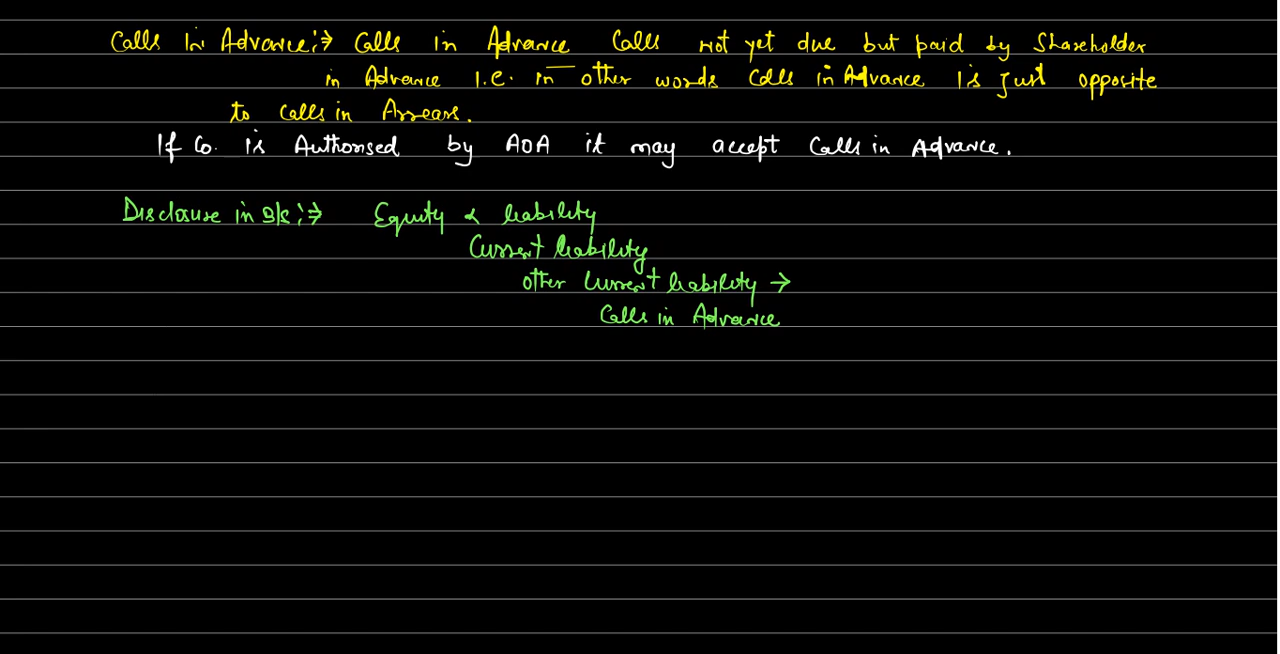 Calls in Advance :→ Calls in Advance Calls not yet due but paid by Shareholder
in Advance i.e. in other words Calls in Advance is just opposite
to Calls in Arrears.
If Co. is Authorised by AOA it may accept Calls in Advance.
Disclosure in B/S :→ Equity & liability
Current liability
other Current liability →
Calls in Advance